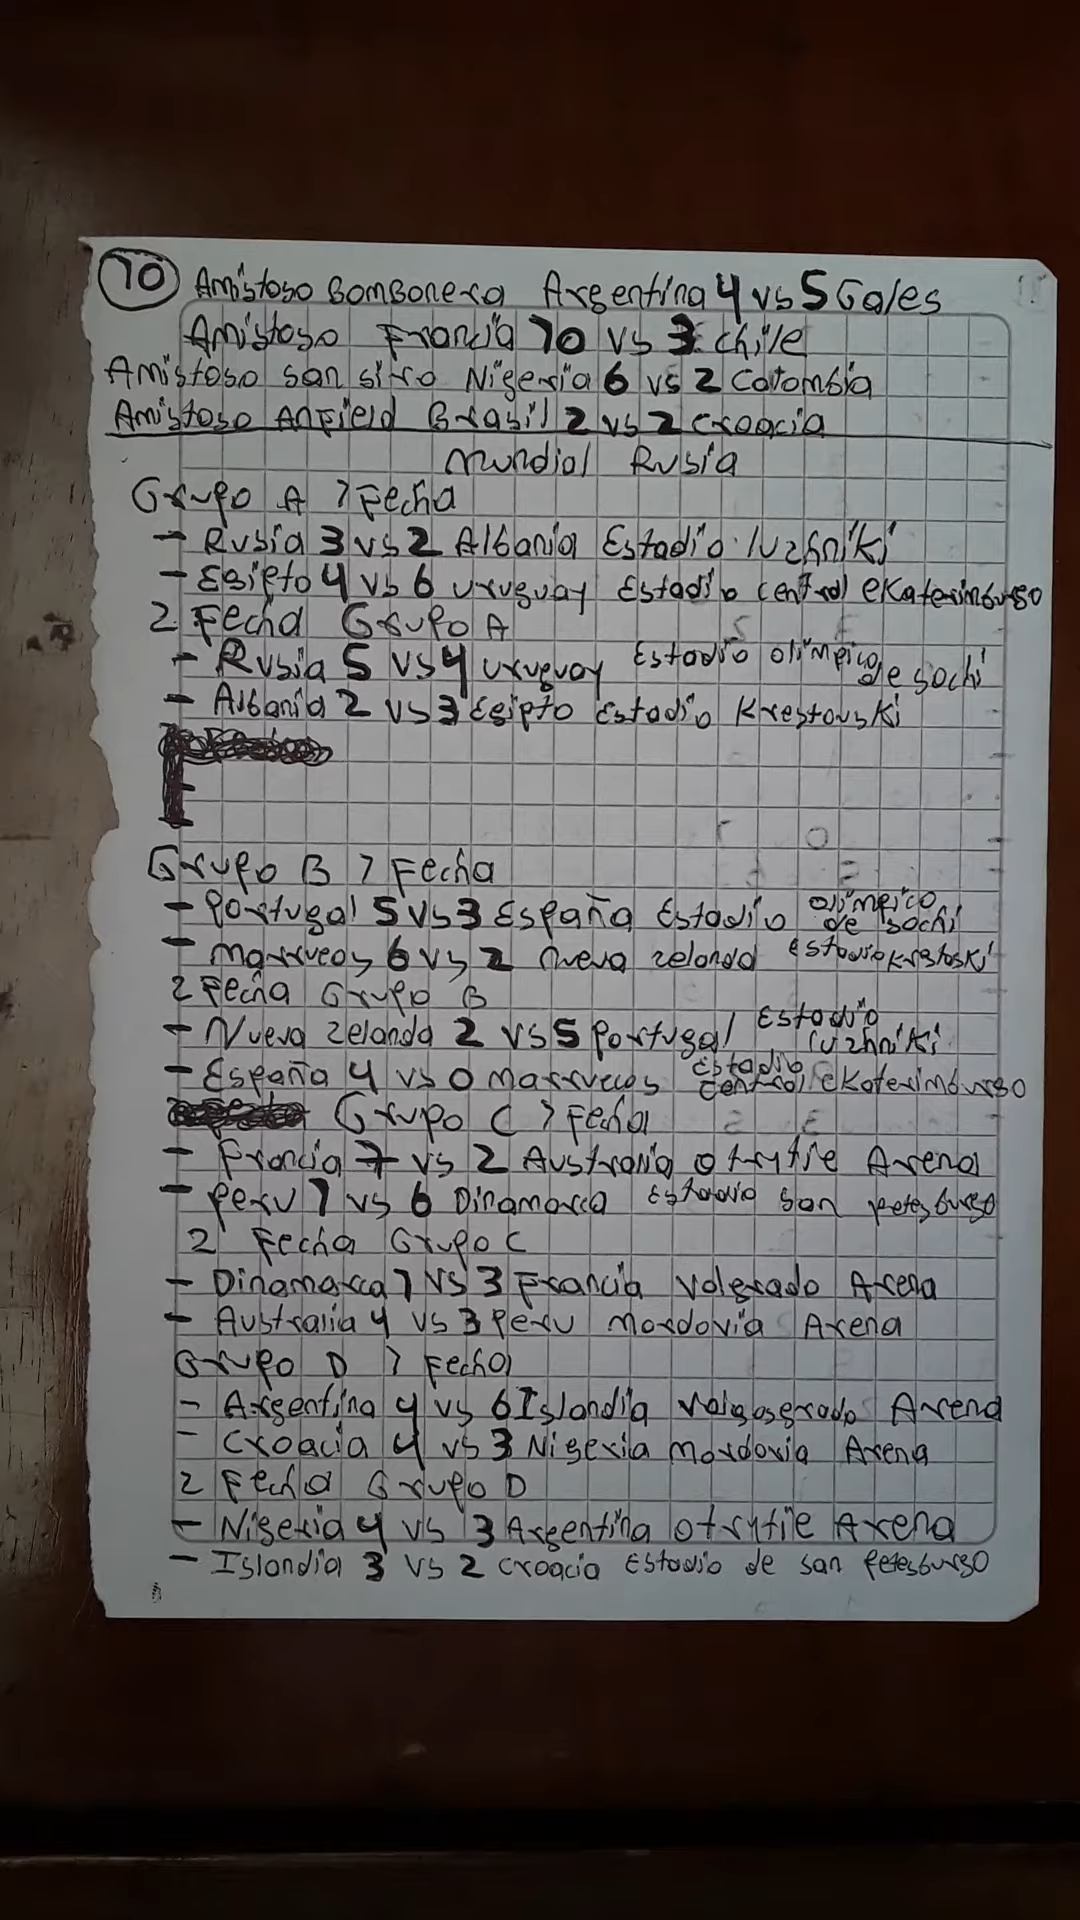 10 Amistoso Bombonera Argentina 4 vs 5 Gales
Amistoso Francia 10 vs 3 chile
Amistoso san siro Nigeria 6 vs 2 Colombia
Amistoso Anfield Brasil 2 vs 2 Croacia
Mundial Rusia
Grupo A 1 Fecha
- Rusia 3 vs 2 Albania Estadio luzhniki
- Egipto 4 vs 6 uruguay Estadio central ekaterimburgo
2 Fecha Grupo A
- Rusia 5 vs 4 uruguay Estadio olimpico de sochi
- Albania 2 vs 3 Egipto Estadio Krestovski
Grupo B 1 Fecha
- Portugal 5 vs 3 España Estadio olimpico de sochi
- Marruecos 6 vs 2 nueva zelanda estadio krestoski
2 Fecha Grupo B
- Nueva zelanda 2 vs 5 Portugal Estadio luzhniki
- España 4 vs 0 Marruecos Estadio central ekaterimburgo
Grupo C 1 Fecha
- Francia 7 vs 2 Australia otrytie Arena
- Peru 1 vs 6 Dinamarca Estadio san petesburgo
2 Fecha Grupo C
- Dinamarca 1 vs 3 Francia Volgrado Arena
- Australia 4 vs 3 Peru Mordovia Arena
Grupo D 1 Fecha
- Argentina 4 vs 6 Islandia Volgosgrado Arena
- Croacia 4 vs 3 Nigeria Mordovia Arena
2 Fecha Grupo D
- Nigeria 4 vs 3 Argentina otrytie Arena
- Islandia 3 vs 2 croacia Estadio de san Petesburgo